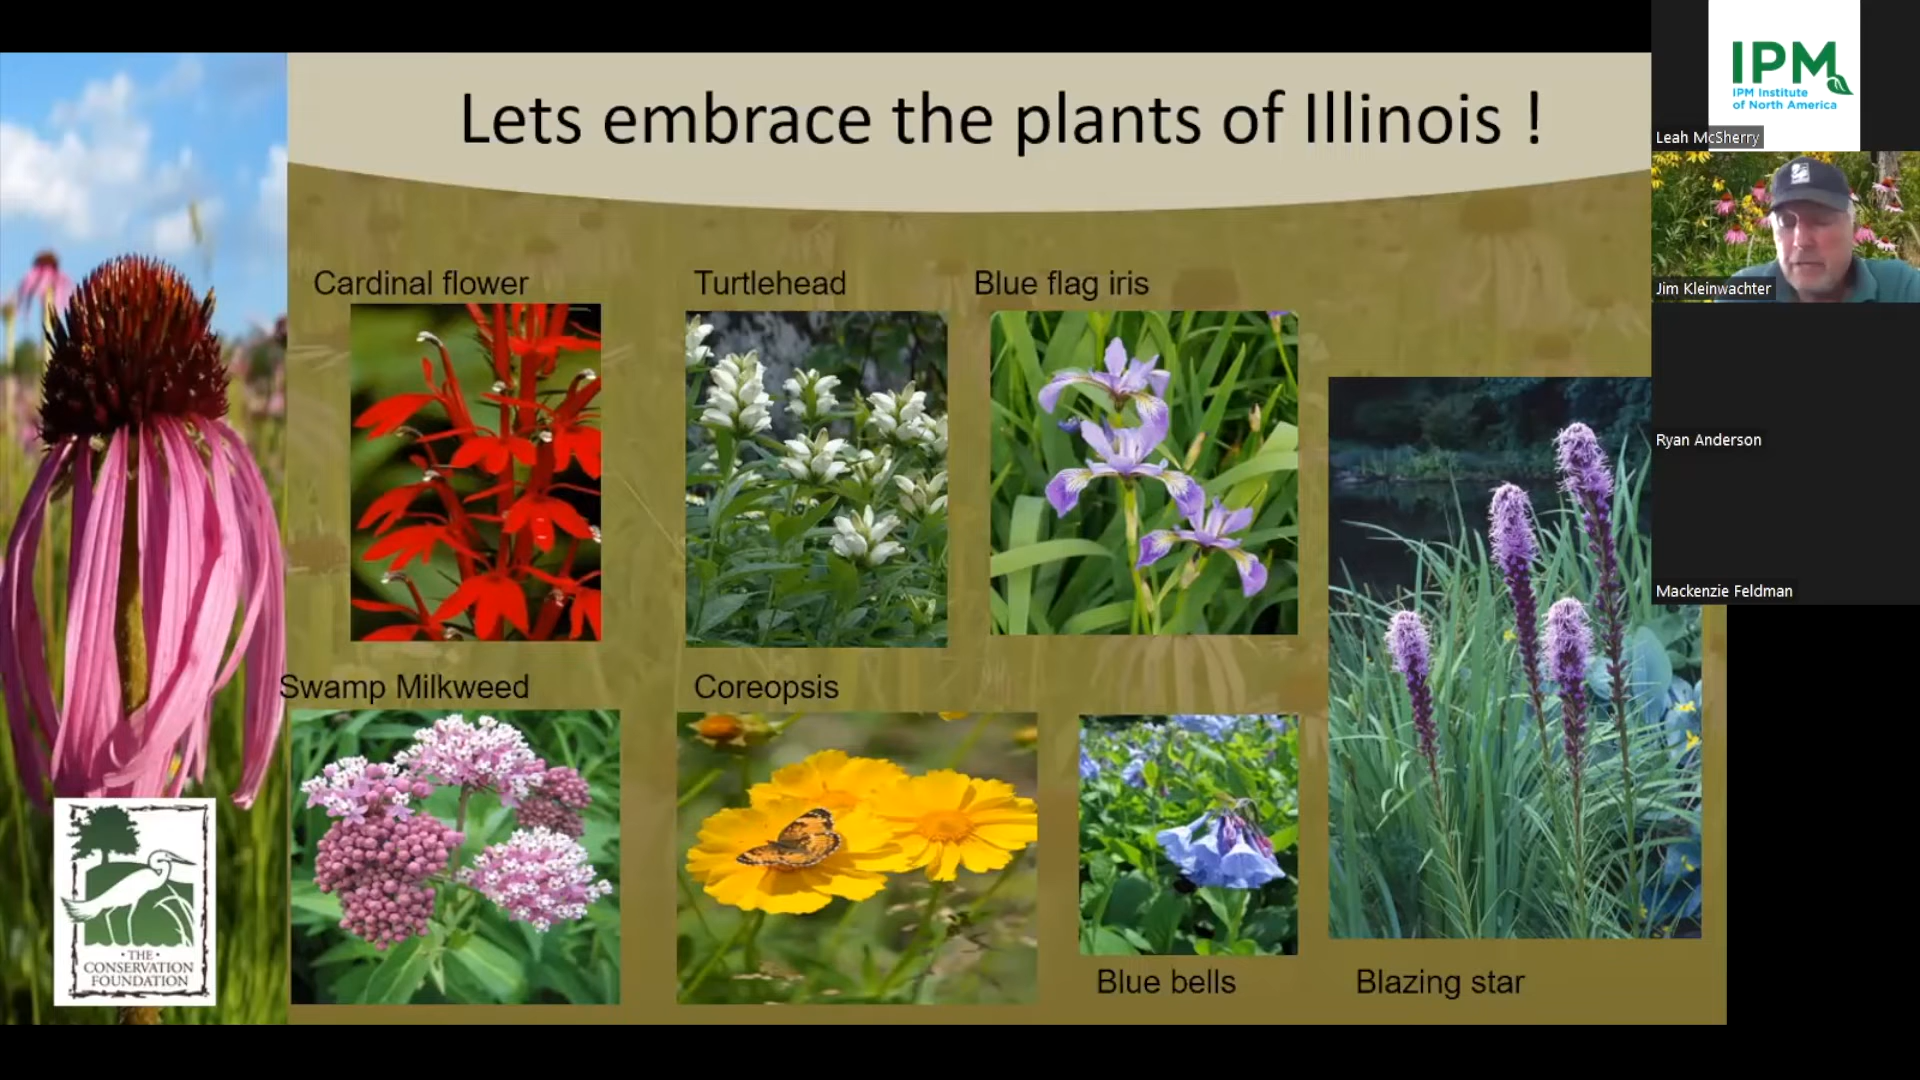 Lets embrace the plants of Illinois !
Cardinal flower
Turtlehead
Blue flag iris
Swamp Milkweed
Coreopsis
Blue bells
Blazing star
· THE ·
CONSERVATION
FOUNDATION
IPM
IPM Institute
of North America
Leah McSherry
Jim Kleinwachter
Ryan Anderson
Mackenzie Feldman